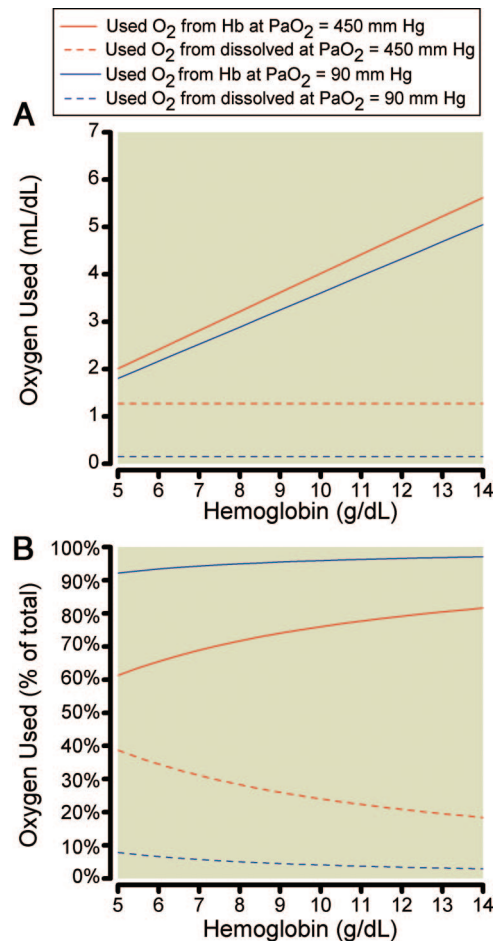 Used O2 from Hb at PaO2 = 450 mm Hg
Used O2 from dissolved at PaO2 = 450 mm Hg
Used O2 from Hb at PaO2 = 90 mm Hg
Used O2 from dissolved at PaO2 = 90 mm Hg
A
7
6
5
4
3
2
1
0
Oxygen Used (mL/dL)
5 6 7 8 9 10 11 12 13 14
Hemoglobin (g/dL)
B
100%
90%
80%
70%
60%
50%
40%
30%
20%
10%
0%
Oxygen Used (% of total)
5 6 7 8 9 10 11 12 13 14
Hemoglobin (g/dL)